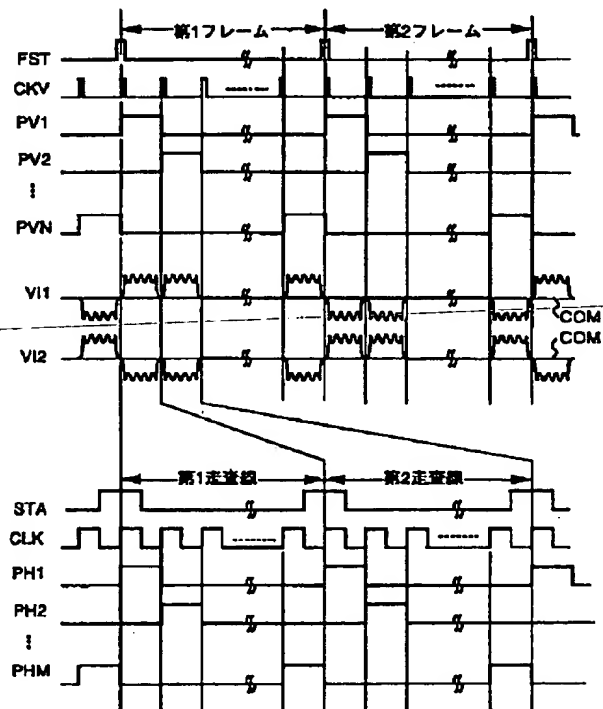 第1フレーム 第2フレーム
FST
CKV
PV1
PV2
PVN
VI1
COM
COM
VI2
第1走査線 第2走査線
STA
CLK
PH1
PH2
PHM